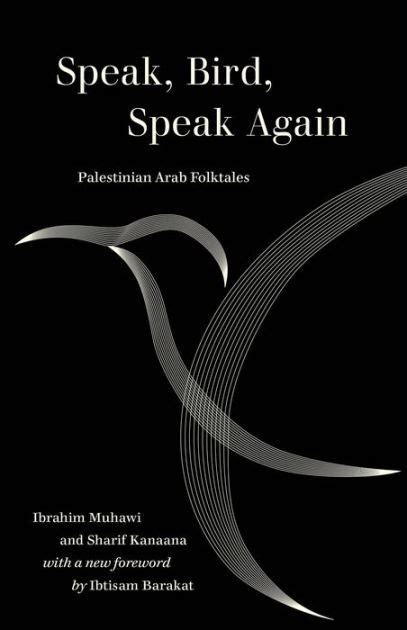 Speak, Bird,
Speak Again
Palestinian Arab Folktales
Ibrahim Muhawi
and Sharif Kanaana
with a new foreword
by Ibtisam Barakat